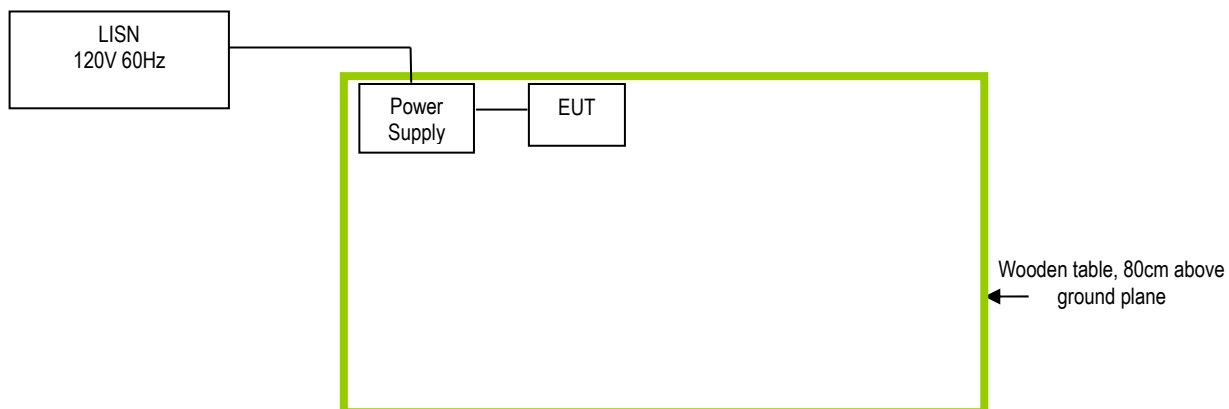 LISN
120V 60Hz
Power
Supply
EUT
Wooden table, 80cm above
ground plane